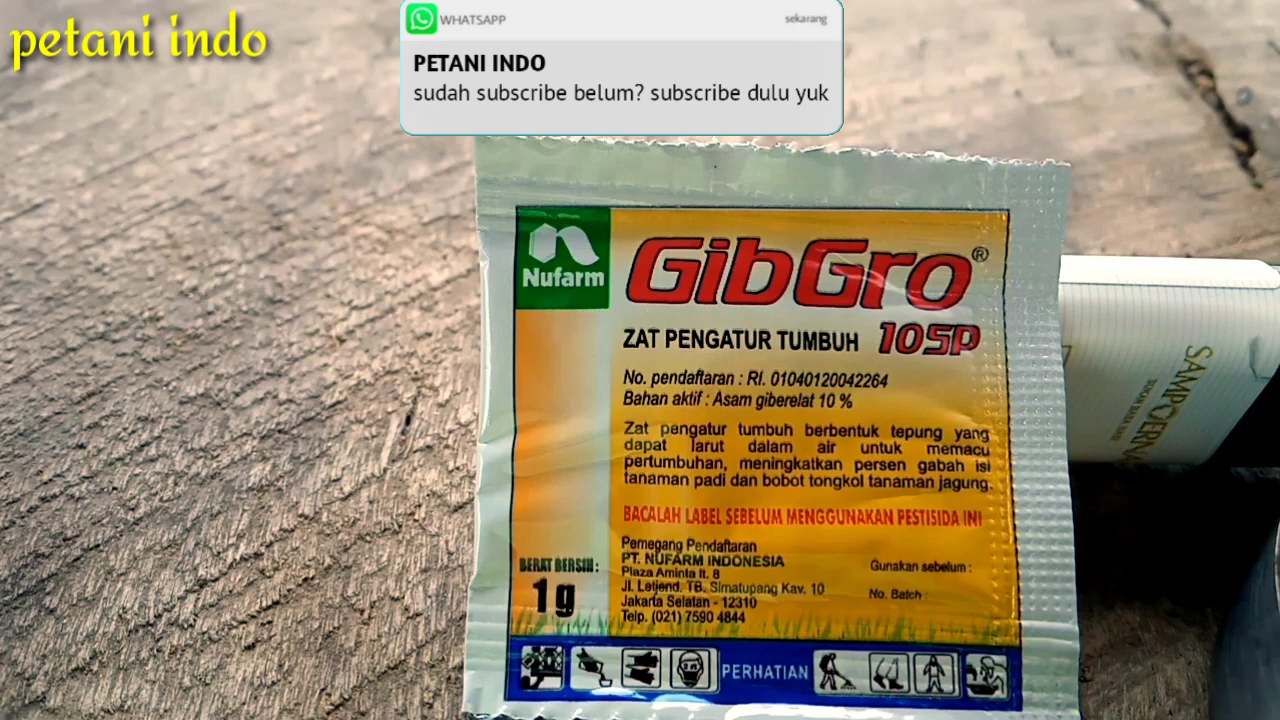 petani indo
WHATSAPP
sekarang
PETANI INDO
sudah subscribe belum? subscribe dulu yuk
Nufarm
GibGro®
ZAT PENGATUR TUMBUH 10SP
No. pendaftaran : RI. 01040120042264
Bahan aktif : Asam giberelat 10 %
Zat pengatur tumbuh berbentuk tepung yang
dapat larut dalam air untuk memacu
pertumbuhan, meningkatkan persen gabah isi
tanaman padi dan bobot tongkol tanaman jagung.
BACALAH LABEL SEBELUM MENGGUNAKAN PESTISIDA INI
Pemegang Pendaftaran
PT. NUFARM INDONESIA
Plaza Aminta lt. 8
Jl. Letjend. TB. Simatupang Kav. 10
Jakarta Selatan - 12310
Telp. (021) 7590 4844
Gunakan sebelum :
No. Batch :
BERAT BERSIH :
1g
PERHATIAN
SAMPOERNA